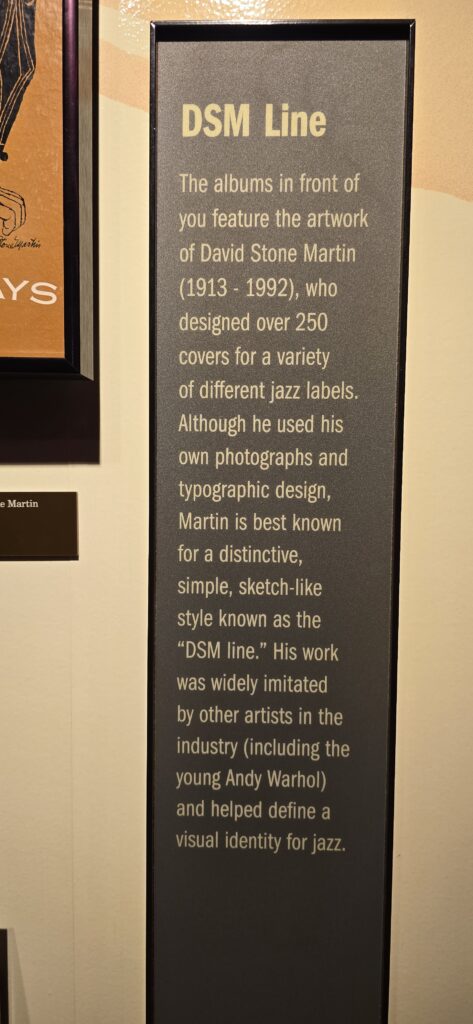 DSM Line
The albums in front of
you feature the artwork
of David Stone Martin
(1913 - 1992), who
designed over 250
covers for a variety
of different jazz labels.
Although he used his
own photographs and
typographic design,
Martin is best known
for a distinctive,
simple, sketch-like
style known as the
“DSM line.” His work
was widely imitated
by other artists in the
industry (including the
young Andy Warhol)
and helped define a
visual identity for jazz.
AYS
e Martin